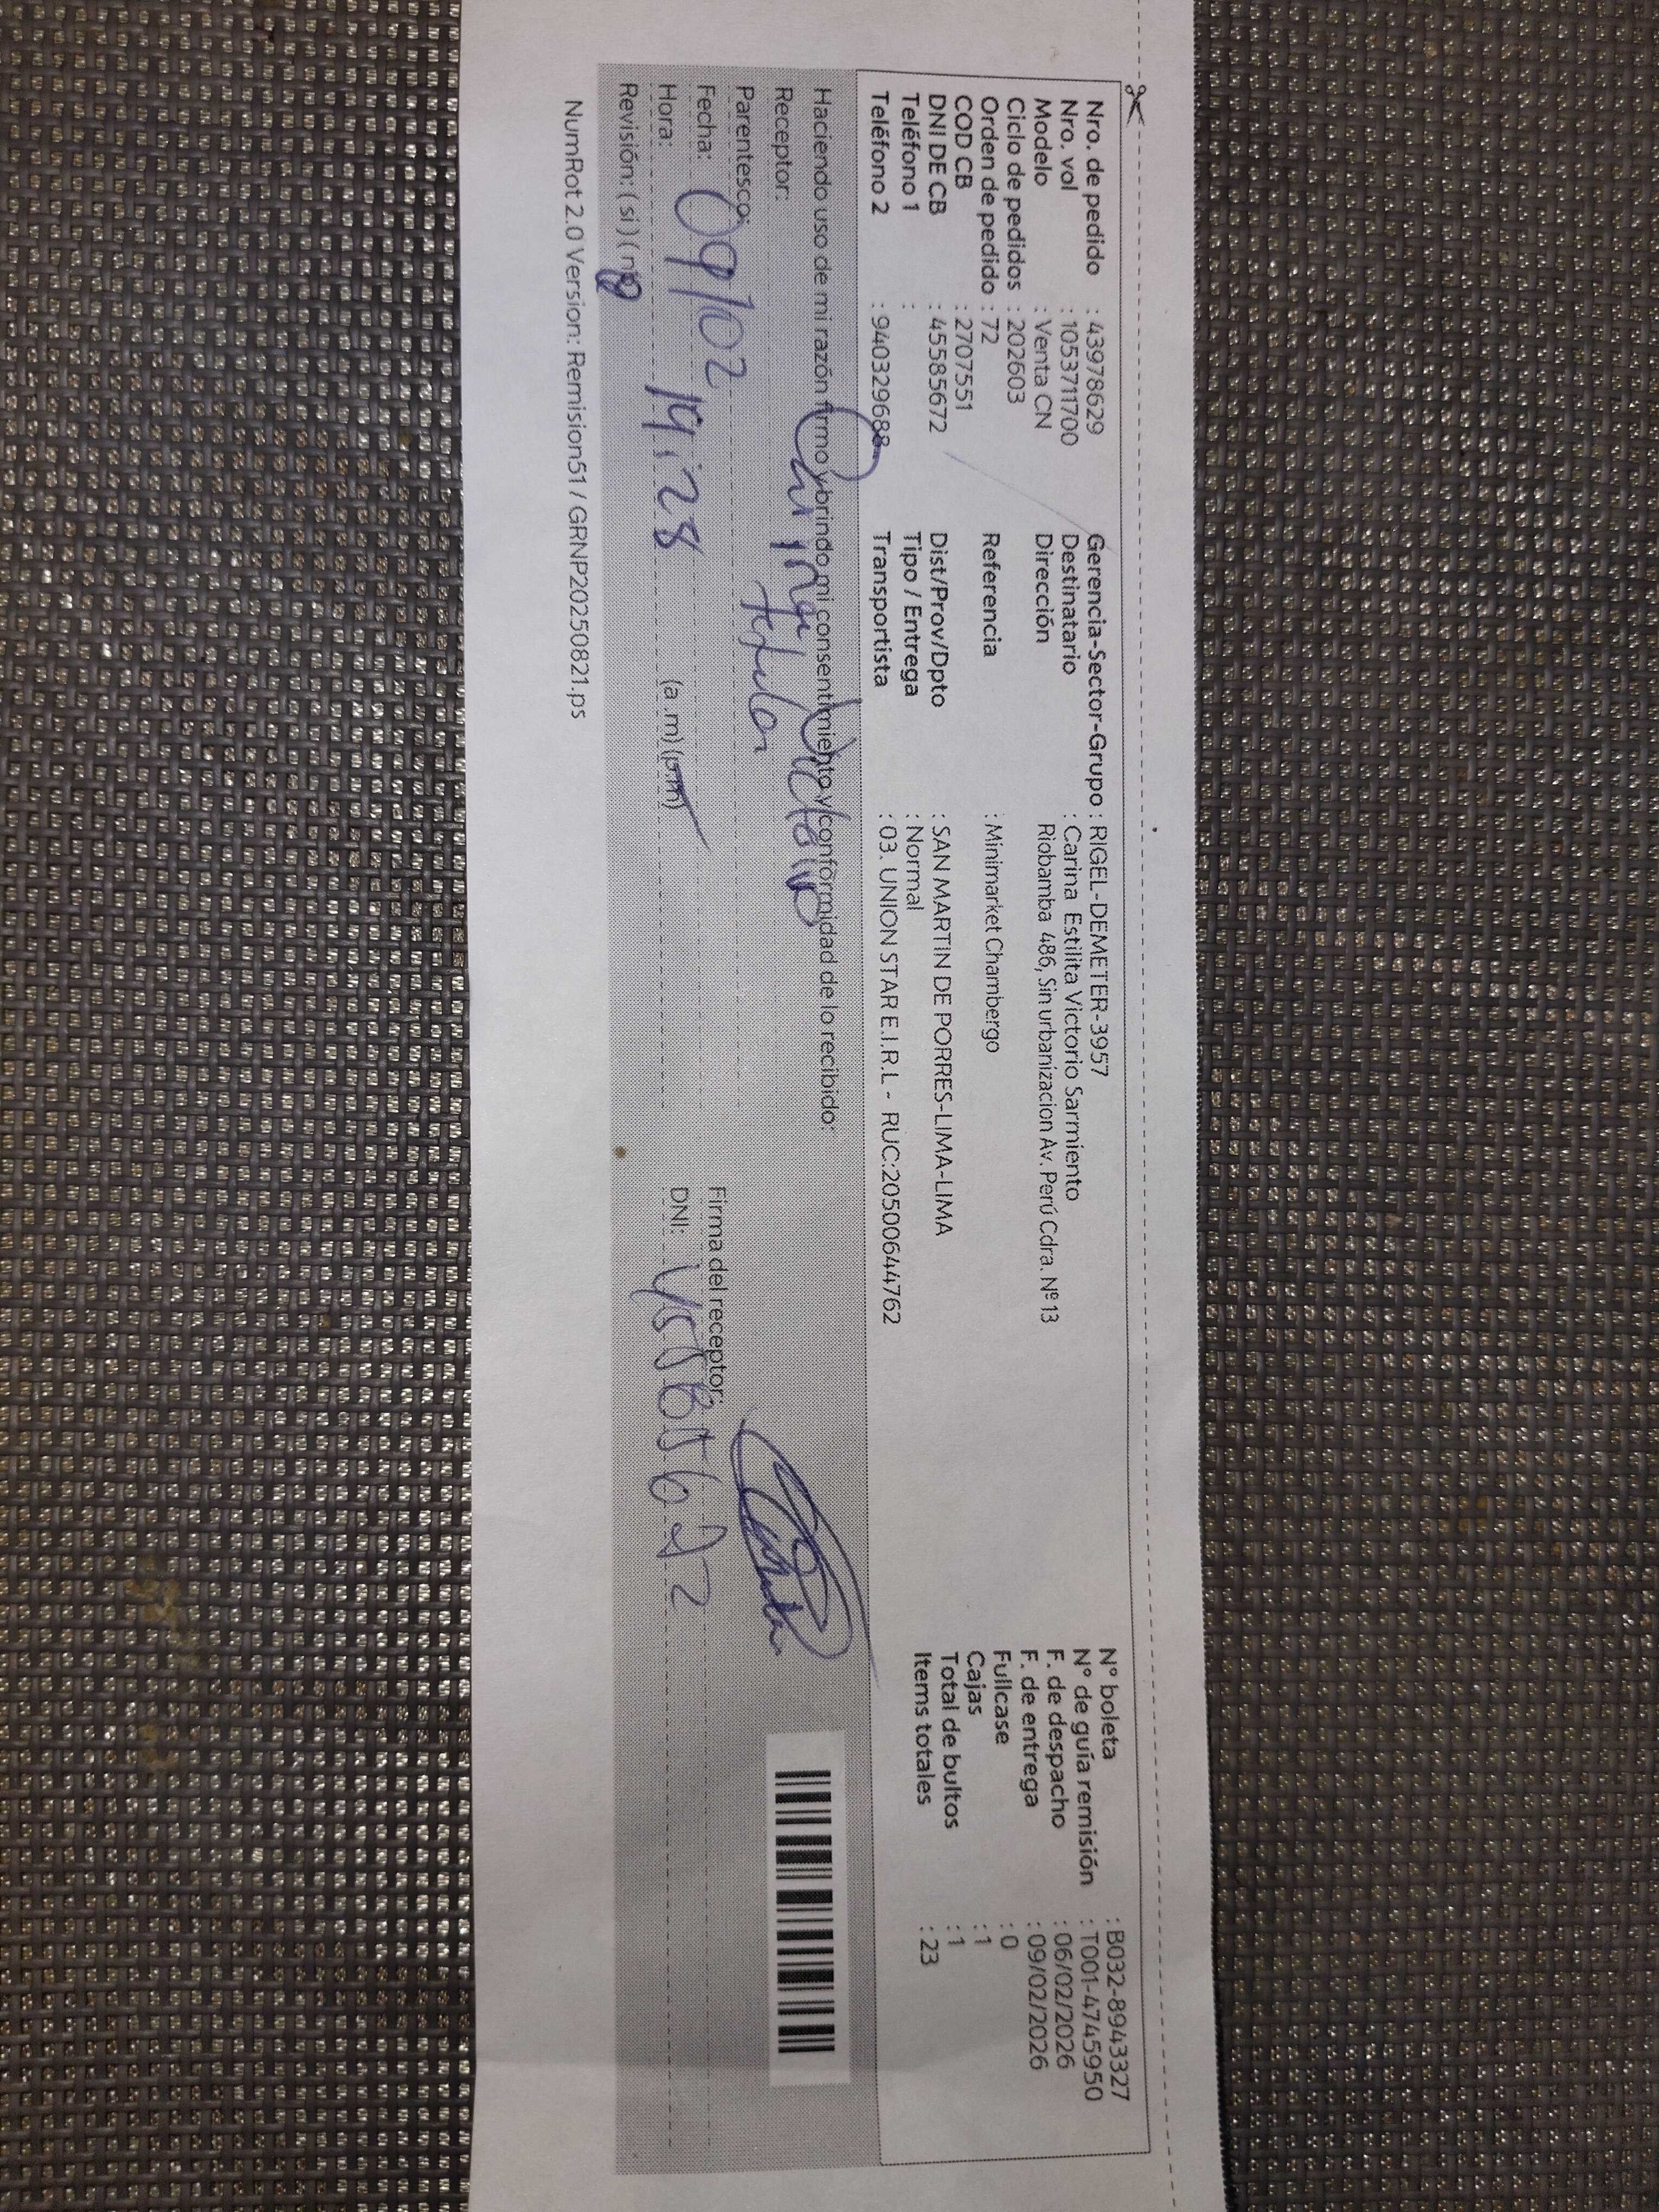 Nro. de pedido : 43978629
Nro. vol : 1053711700
Modelo : Venta CN
Ciclo de pedidos : 202603
Orden de pedido : 72
COD CB : 2707551
DNI DE CB : 45585672
Teléfono 1 :
Teléfono 2 : 940329688
Gerencia-Sector-Grupo : RIGEL-DEMETER-3957
Destinatario : Carina Estilita Victorio Sarmiento
Dirección Riobamba 486, Sin urbanizacion Av. Perú Cdra. Nº 13
Referencia : Minimarket Chambergo
Dist/Prov/Dpto : SAN MARTIN DE PORRES-LIMA-LIMA
Tipo / Entrega : Normal
Transportista : 03. UNION STAR E.I.R.L - RUC:20500644762
N° boleta : B032-8943327
N° de guía remisión : T001-4745950
F. de despacho : 06/02/2026
F. de entrega : 09/02/2026
Fullcase : 0
Cajas : 1
Total de bultos : 1
Items totales : 23
Haciendo uso de mi razón firmo y brindo mi consentimiento y conformidad de lo recibido:
Receptor: Victorio
Parentesco: titular
Fecha: 09/02
Hora: 19:28 (a.m) (p.m)
Revisión: ( si ) ( no
Firma del receptor:
DNI: 45585672
NumRot 2.0 Version: Remision51 / GRNP20250821.ps